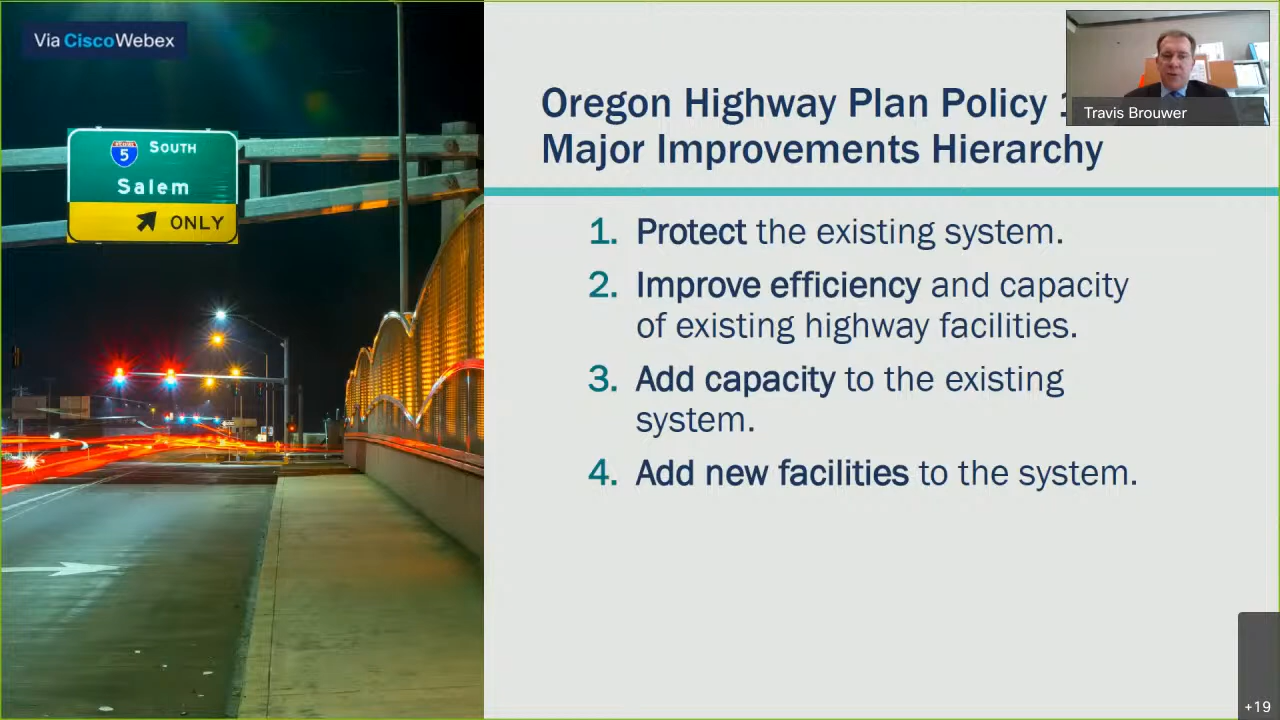 Via CiscoWebex
INTERSTATE
5
SOUTH
Salem
ONLY
Oregon Highway Plan Policy
Major Improvements Hierarchy
Travis Brouwer
1. Protect the existing system.
2. Improve efficiency and capacity
of existing highway facilities.
3. Add capacity to the existing
system.
4. Add new facilities to the system.
+19